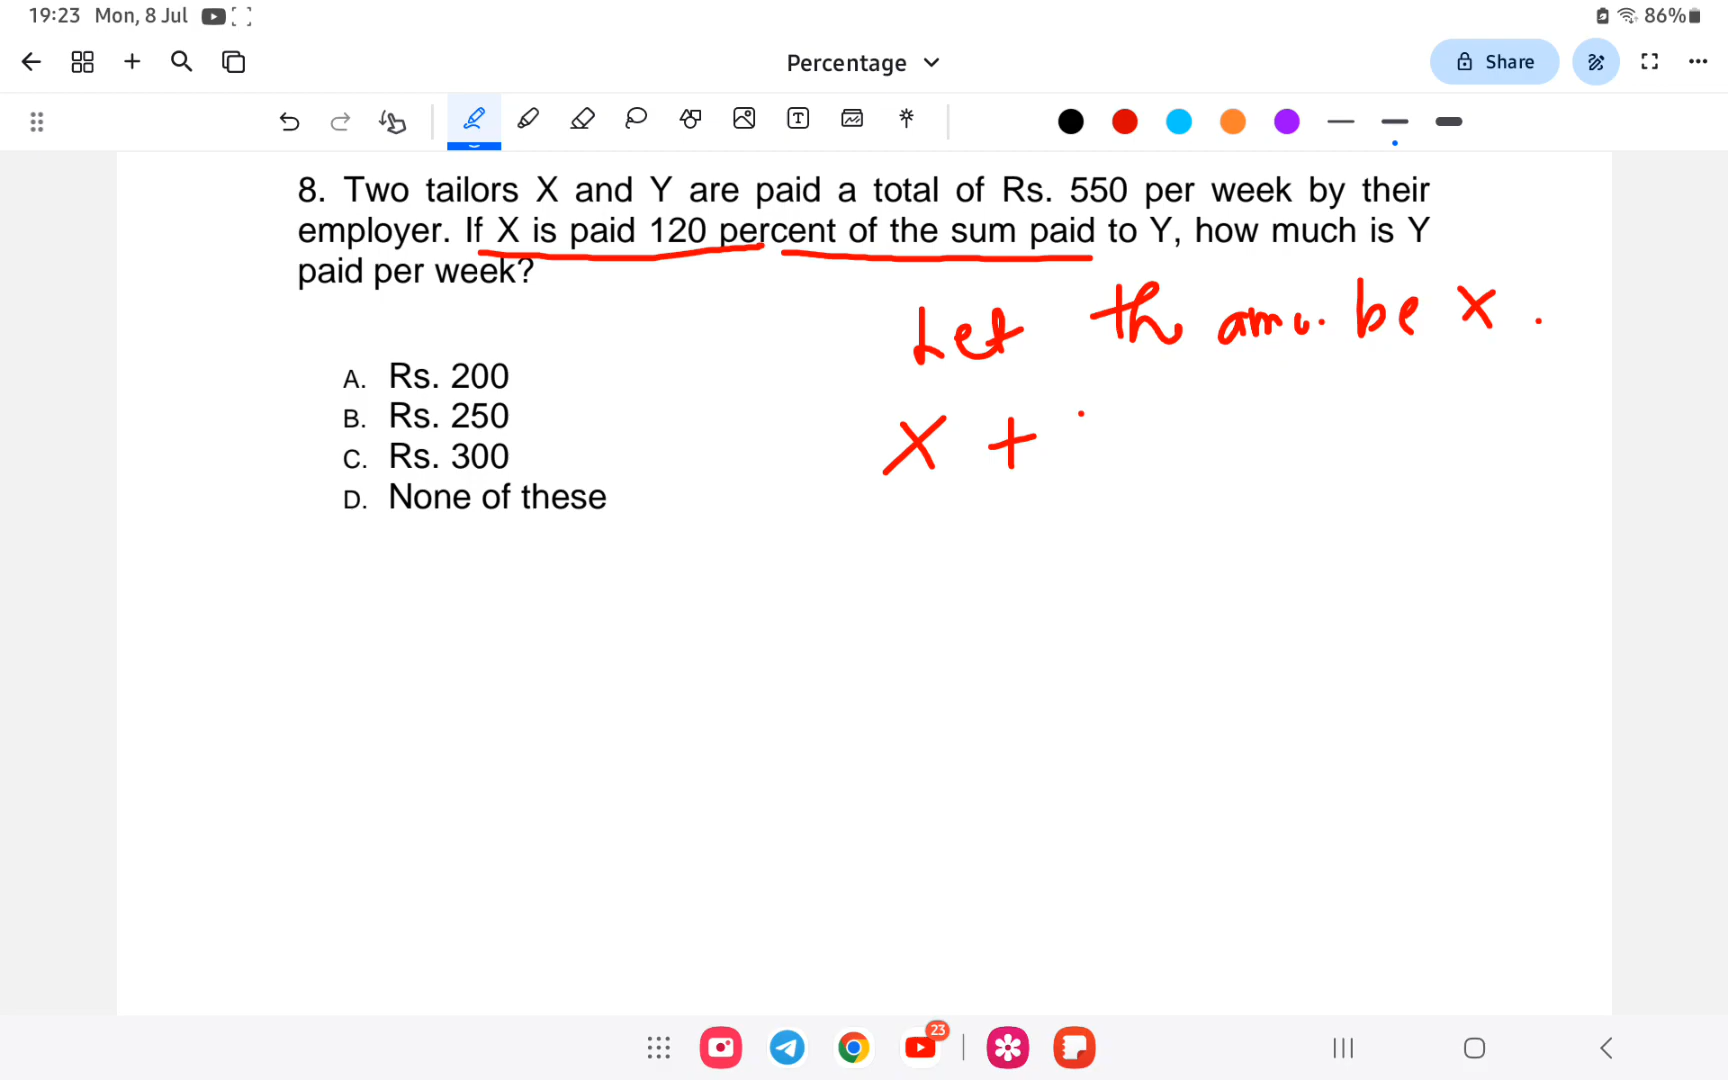 19:23 Mon, 8 Jul
86%
Percentage
Share
8. Two tailors X and Y are paid a total of Rs. 550 per week by their
employer. If X is paid 120 percent of the sum paid to Y, how much is Y
paid per week?
Let the amu. be x .
A. Rs. 200
B. Rs. 250
x +
C. Rs. 300
D. None of these
23